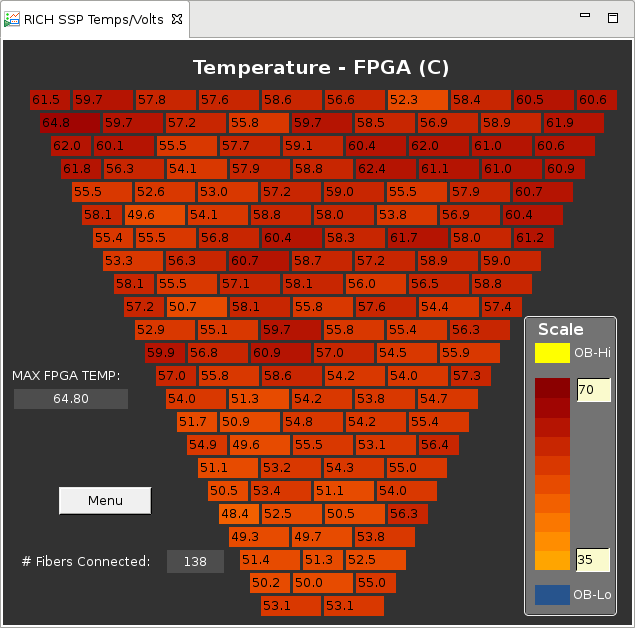 RICH SSP Temps/Volts
Temperature - FPGA (C)
61.5 59.7 57.8 57.6 58.6 56.6 52.3 58.4 60.5 60.6
64.8 59.7 57.2 55.8 59.7 58.5 56.9 58.9 61.9
62.0 60.1 55.5 57.7 59.1 60.4 62.0 61.0 60.6
61.8 56.3 54.1 57.9 58.8 62.4 61.1 61.0 60.9
55.5 52.6 53.0 57.2 59.0 55.5 57.9 60.7
58.1 49.6 54.1 58.8 58.0 53.8 56.9 60.4
55.4 55.5 56.8 60.4 58.3 61.7 58.0 61.2
53.3 56.3 60.7 58.7 57.2 58.9 59.0
58.1 55.5 57.1 58.1 56.0 56.5 58.8
57.2 50.7 58.1 55.8 57.6 54.4 57.4
52.9 55.1 59.7 55.8 55.4 56.3
59.9 56.8 60.9 57.0 54.5 55.9
57.0 55.8 58.6 54.2 54.0 57.3
54.0 51.3 54.2 53.8 54.7
51.7 50.9 54.8 54.2 55.4
54.9 49.6 55.5 53.1 56.4
51.1 53.2 54.3 55.0
50.5 53.4 51.1 54.0
48.4 52.5 50.5 56.3
49.3 49.7 53.8
51.4 51.3 52.5
50.2 50.0 55.0
53.1 53.1
MAX FPGA TEMP:
64.80
Menu
# Fibers Connected: 138
Scale
OB-Hi
70
35
OB-Lo